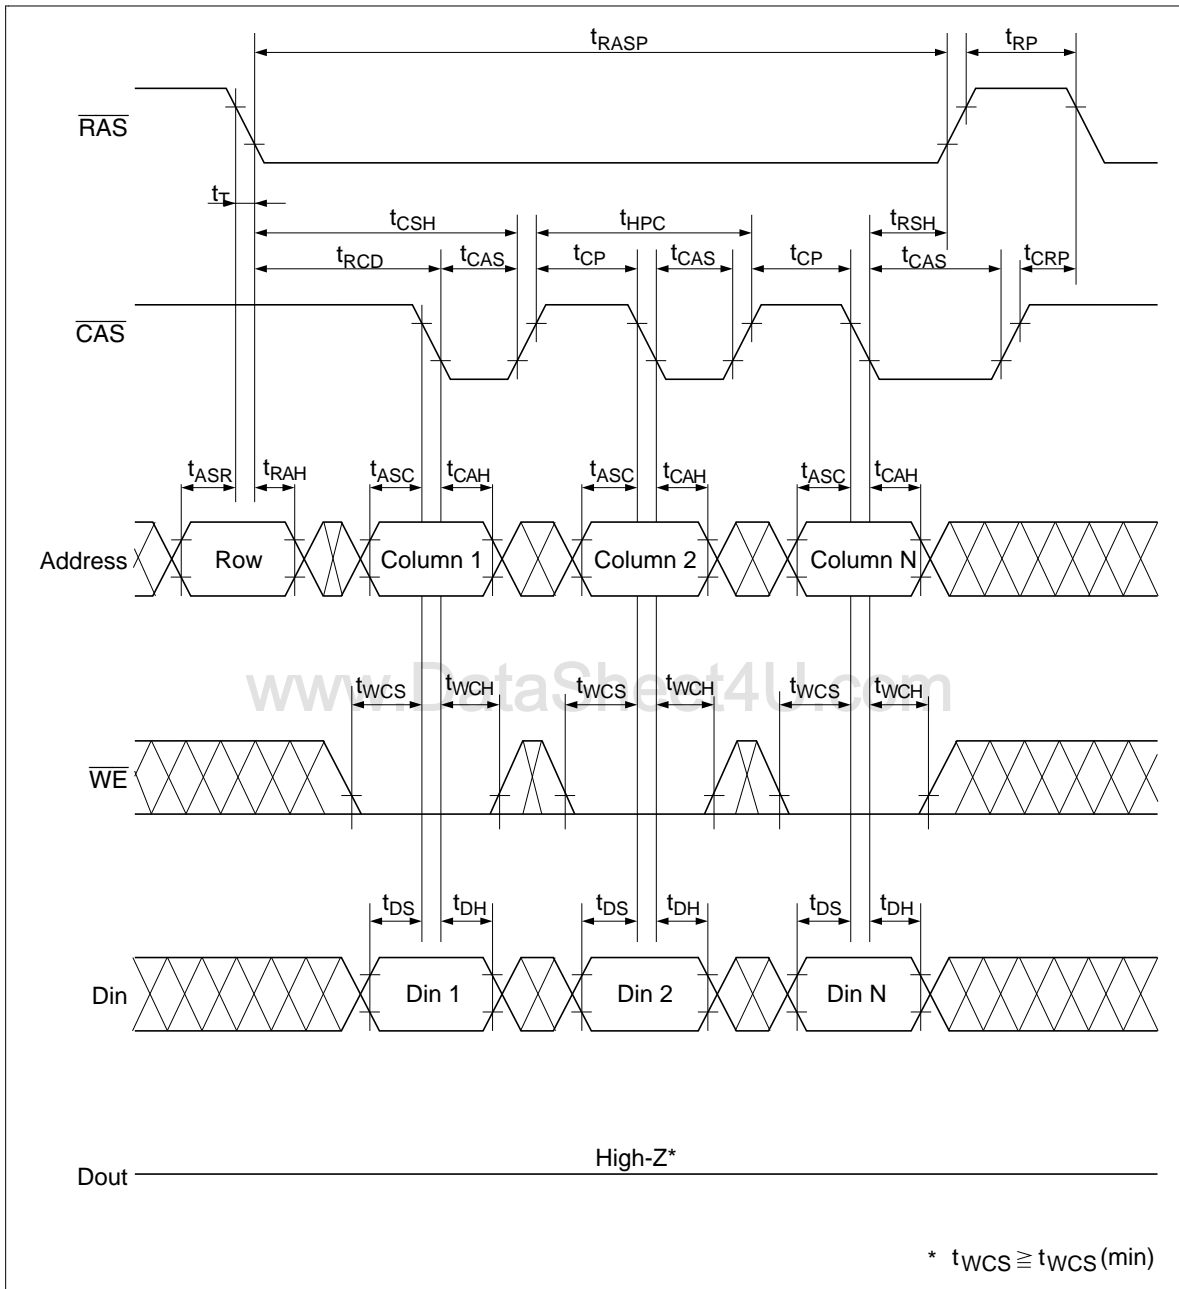 tRASP tRP
RAS
tT
tCSH tHPC tRSH
tRCD tCAS tCP tCAS tCP tCAS tCRP
CAS
tASR tRAH tASC tCAH tASC tCAH tASC tCAH
Address Row Column 1 Column 2 Column N
www.DataSheet4U.com
tWCS tWCH tWCS tWCH tWCS tWCH
WE
tDS tDH tDS tDH tDS tDH
Din Din 1 Din 2 Din N
High-Z*
Dout
* tWCS ≧ tWCS (min)